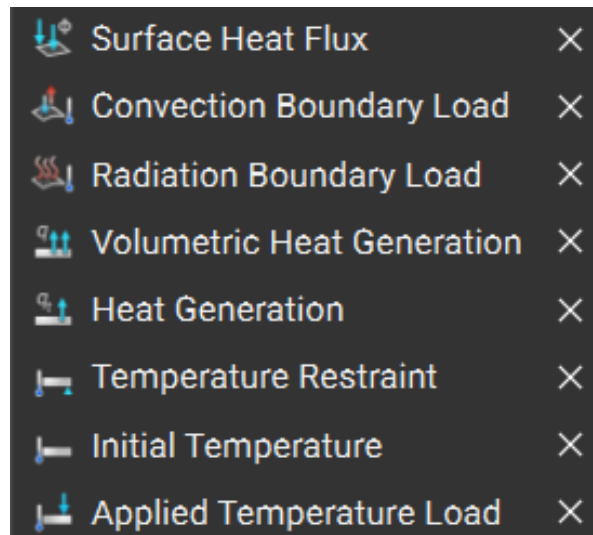 Surface Heat Flux
Convection Boundary Load
Radiation Boundary Load
Volumetric Heat Generation
Heat Generation
Temperature Restraint
Initial Temperature
Applied Temperature Load